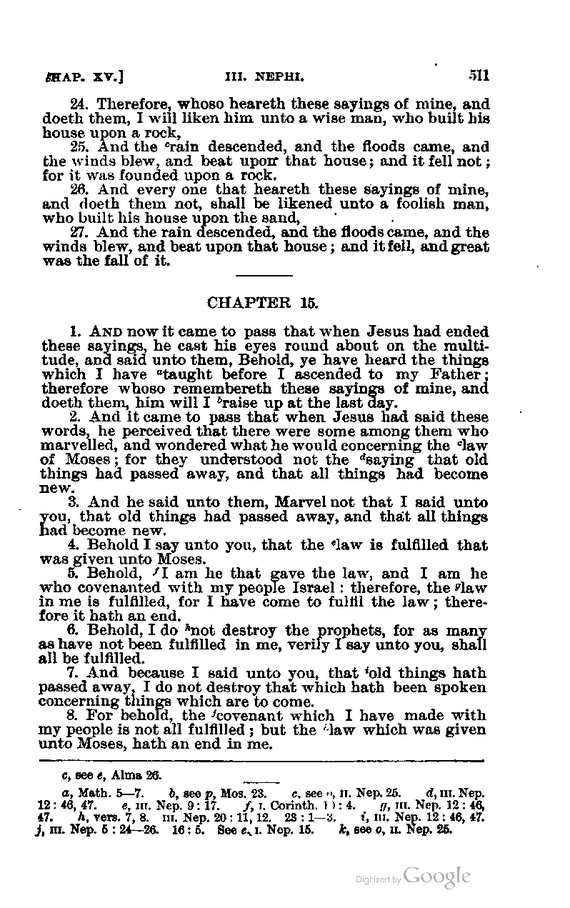 CHAP. XV.] III. NEPHI. 511
24. Therefore, whoso heareth these sayings of mine, and
doeth them, I will liken him unto a wise man, who built his
house upon a rock,
25. And the ᶜrain descended, and the floods came, and
the winds blew, and beat upon that house; and it fell not;
for it was founded upon a rock.
26. And every one that heareth these sayings of mine,
and doeth them not, shall be likened unto a foolish man,
who built his house upon the sand,
27. And the rain descended, and the floods came, and the
winds blew, and beat upon that house; and it fell, and great
was the fall of it.
CHAPTER 15.
1. AND now it came to pass that when Jesus had ended
these sayings, he cast his eyes round about on the multi-
tude, and said unto them, Behold, ye have heard the things
which I have ᵃtaught before I ascended to my Father;
therefore whoso remembereth these sayings of mine, and
doeth them, him will I ᵇraise up at the last day.
2. And it came to pass that when Jesus had said these
words, he perceived that there were some among them who
marvelled, and wondered what he would concerning the ᶜlaw
of Moses; for they understood not the ᵈsaying that old
things had passed away, and that all things had become
new.
3. And he said unto them, Marvel not that I said unto
you, that old things had passed away, and that all things
had become new.
4. Behold I say unto you, that the ᵉlaw is fulfilled that
was given unto Moses.
5. Behold, ᶠI am he that gave the law, and I am he
who covenanted with my people Israel: therefore, the ᵍlaw
in me is fulfilled, for I have come to fulfil the law; there-
fore it hath an end.
6. Behold, I do ʰnot destroy the prophets, for as many
as have not been fulfilled in me, verily I say unto you, shall
all be fulfilled.
7. And because I said unto you, that ⁱold things hath
passed away, I do not destroy that which hath been spoken
concerning things which are to come.
8. For behold, the ʲcovenant which I have made with
my people is not all fulfilled; but the ᵏlaw which was given
unto Moses, hath an end in me.
c, see e, Alma 26.
a, Math. 5—7. b, see p, Mos. 23. c, see o, II. Nep. 25. d, III. Nep.
12:46, 47. e, III. Nep. 9:17. f, I. Corinth. 10:4. g, III. Nep. 12:46,
47. h, vers. 7, 8. III. Nep. 20:11, 12. 23:1—3. i, III. Nep. 12:46, 47.
j, III. Nep. 5:24—26. 16:5. See e, I. Nep. 15. k, see o, II. Nep. 25.
Digitized by Google